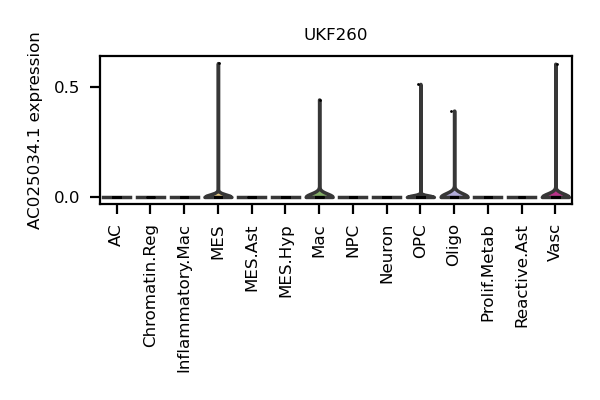 UKF260
AC025034.1 expression
0.5
0.0
AC
Chromatin.Reg
Inflammatory.Mac
MES
MES.Ast
MES.Hyp
Mac
NPC
Neuron
OPC
Oligo
Prolif.Metab
Reactive.Ast
Vasc